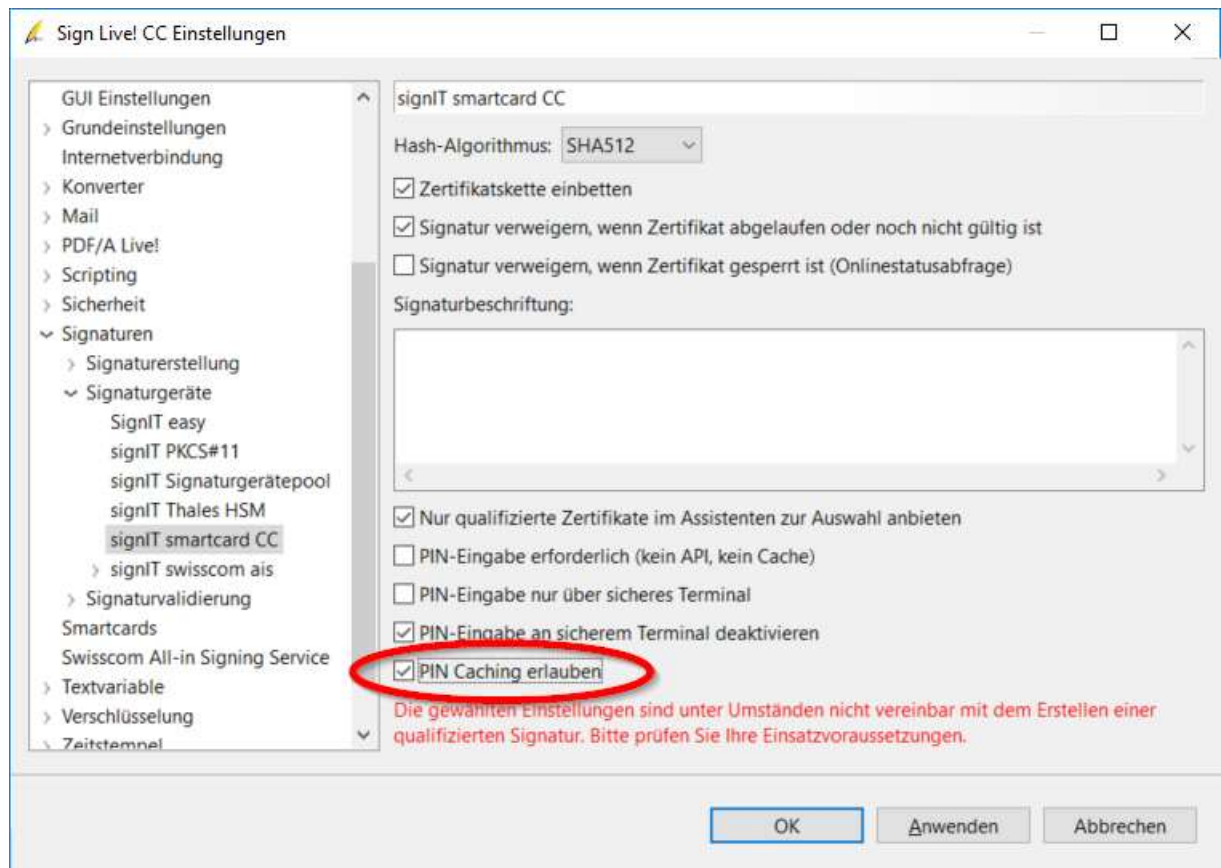 Sign Live! CC Einstellungen
GUI Einstellungen
Grundeinstellungen
Internetverbindung
Konverter
Mail
PDF/A Live!
Scripting
Sicherheit
Signaturen
Signaturerstellung
Signaturgeräte
SignIT easy
signIT PKCS#11
signIT Signaturgerätepool
signIT Thales HSM
signIT smartcard CC
signIT swisscom ais
Signaturvalidierung
Smartcards
Swisscom All-in Signing Service
Textvariable
Verschlüsselung
Zeitstempel
signIT smartcard CC
Hash-Algorithmus: SHA512
Zertifikatskette einbetten
Signatur verweigern, wenn Zertifikat abgelaufen oder noch nicht gültig ist
Signatur verweigern, wenn Zertifikat gesperrt ist (Onlinestatusabfrage)
Signaturbeschriftung:
Nur qualifizierte Zertifikate im Assistenten zur Auswahl anbieten
PIN-Eingabe erforderlich (kein API, kein Cache)
PIN-Eingabe nur über sicheres Terminal
PIN-Eingabe an sicherem Terminal deaktivieren
PIN Caching erlauben
Die gewählten Einstellungen sind unter Umständen nicht vereinbar mit dem Erstellen einer
qualifizierten Signatur. Bitte prüfen Sie Ihre Einsatzvoraussetzungen.
OK
Anwenden
Abbrechen